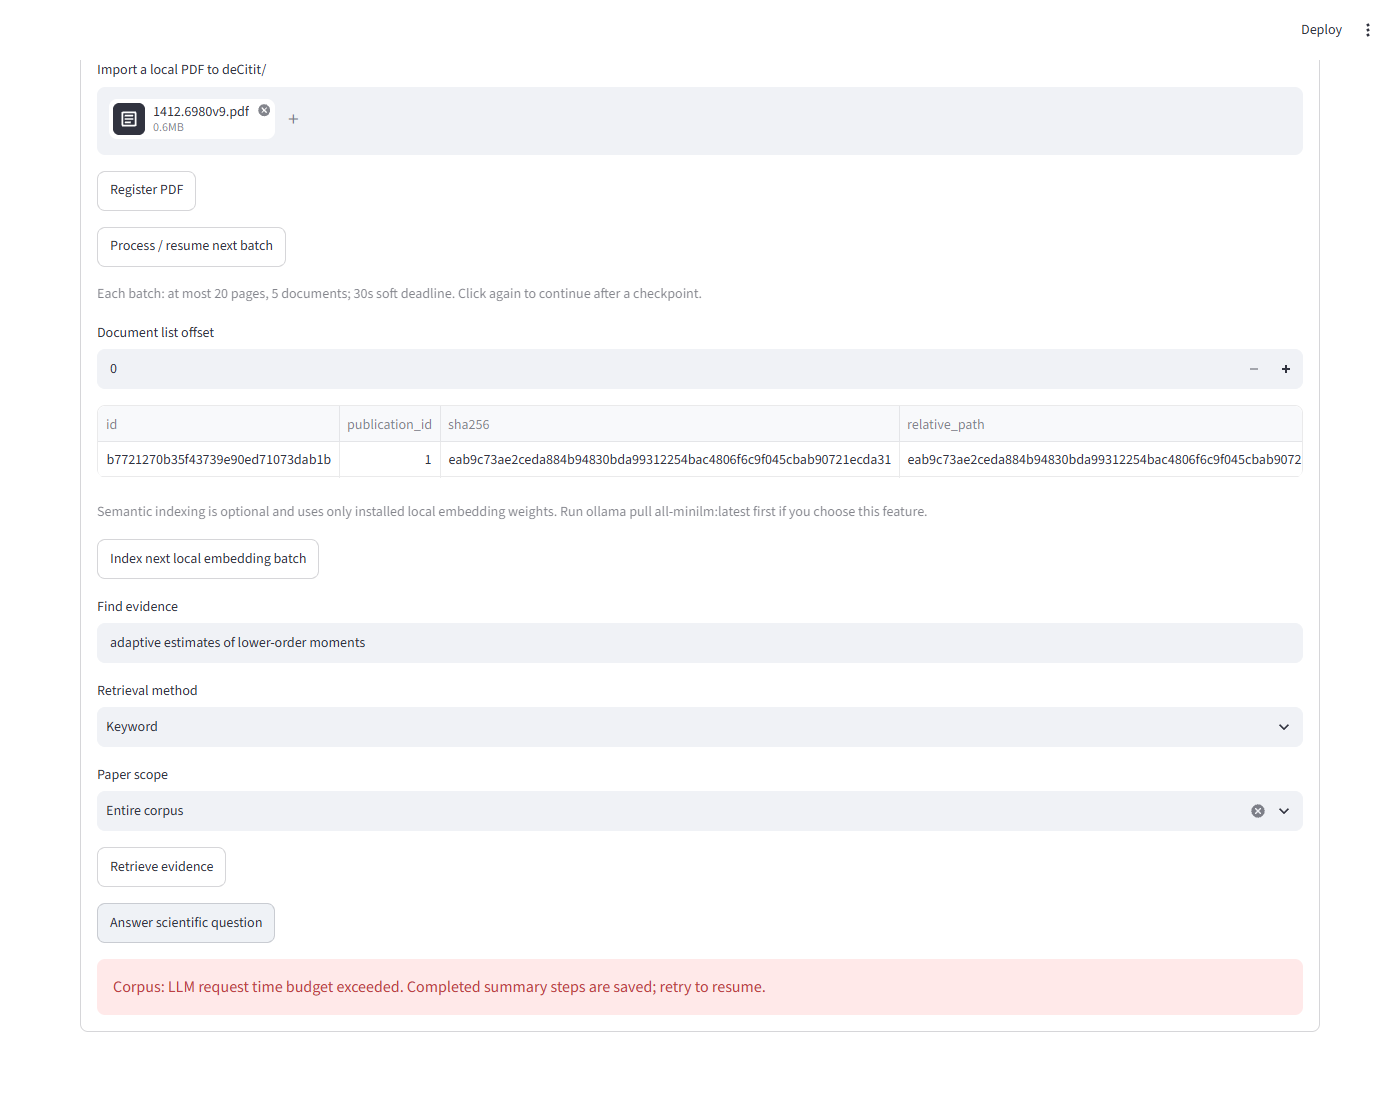 Deploy
Import a local PDF to deCitit/
1412.6980v9.pdf
0.6MB
Register PDF
Process / resume next batch
Each batch: at most 20 pages, 5 documents; 30s soft deadline. Click again to continue after a checkpoint.
Document list offset
0
id publication_id sha256 relative_path
b7721270b35f43739e90ed71073dab1b 1 eab9c73ae2ceda884b94830bda99312254bac4806f6c9f045cbab90721ecda31 eab9c73ae2ceda884b94830bda99312254bac4806f6c9f045cbab9072
Semantic indexing is optional and uses only installed local embedding weights. Run ollama pull all-minilm:latest first if you choose this feature.
Index next local embedding batch
Find evidence
adaptive estimates of lower-order moments
Retrieval method
Keyword
Paper scope
Entire corpus
Retrieve evidence
Answer scientific question
Corpus: LLM request time budget exceeded. Completed summary steps are saved; retry to resume.